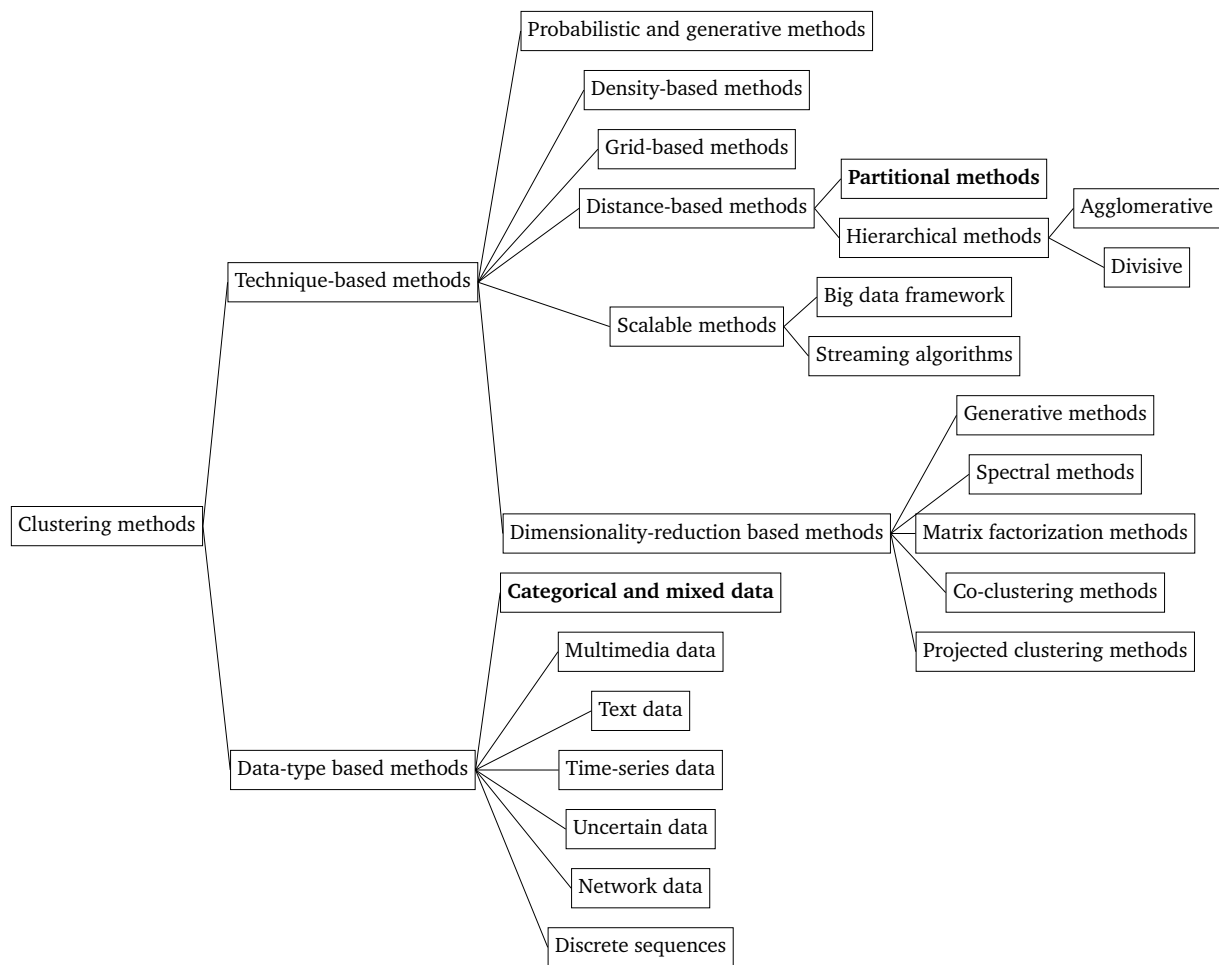 Probabilistic and generative methods
Density-based methods
Grid-based methods
Partitional methods
Distance-based methods
Agglomerative
Hierarchical methods
Divisive
Technique-based methods
Big data framework
Scalable methods
Streaming algorithms
Generative methods
Spectral methods
Clustering methods
Dimensionality-reduction based methods
Matrix factorization methods
Categorical and mixed data
Co-clustering methods
Multimedia data
Projected clustering methods
Text data
Data-type based methods
Time-series data
Uncertain data
Network data
Discrete sequences